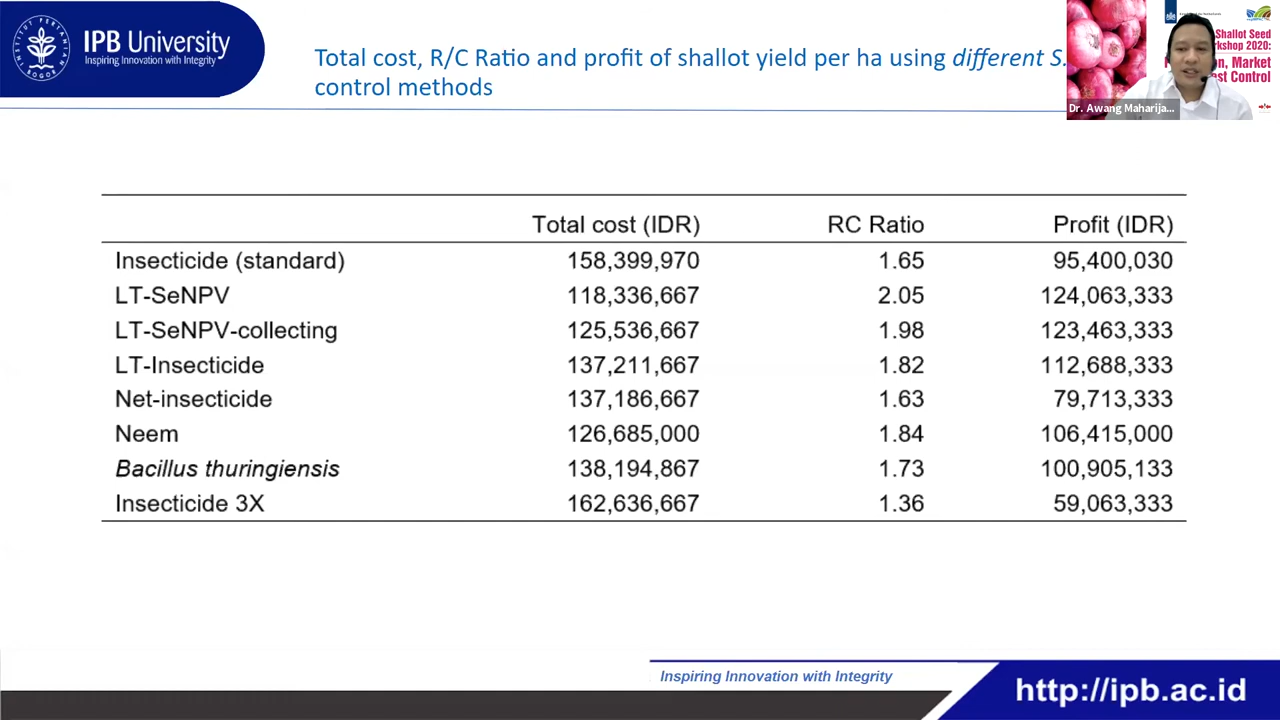 IPB University
Inspiring Innovation with Integrity
Total cost, R/C Ratio and profit of shallot yield per ha using different S.
control methods
Shallot Seed
rkshop 2020:
on, Market
est Control
Dr. Awang Maharija...
Total cost (IDR) RC Ratio Profit (IDR)
Insecticide (standard) 158,399,970 1.65 95,400,030
LT-SeNPV 118,336,667 2.05 124,063,333
LT-SeNPV-collecting 125,536,667 1.98 123,463,333
LT-Insecticide 137,211,667 1.82 112,688,333
Net-insecticide 137,186,667 1.63 79,713,333
Neem 126,685,000 1.84 106,415,000
Bacillus thuringiensis 138,194,867 1.73 100,905,133
Insecticide 3X 162,636,667 1.36 59,063,333
Inspiring Innovation with Integrity
http://ipb.ac.id